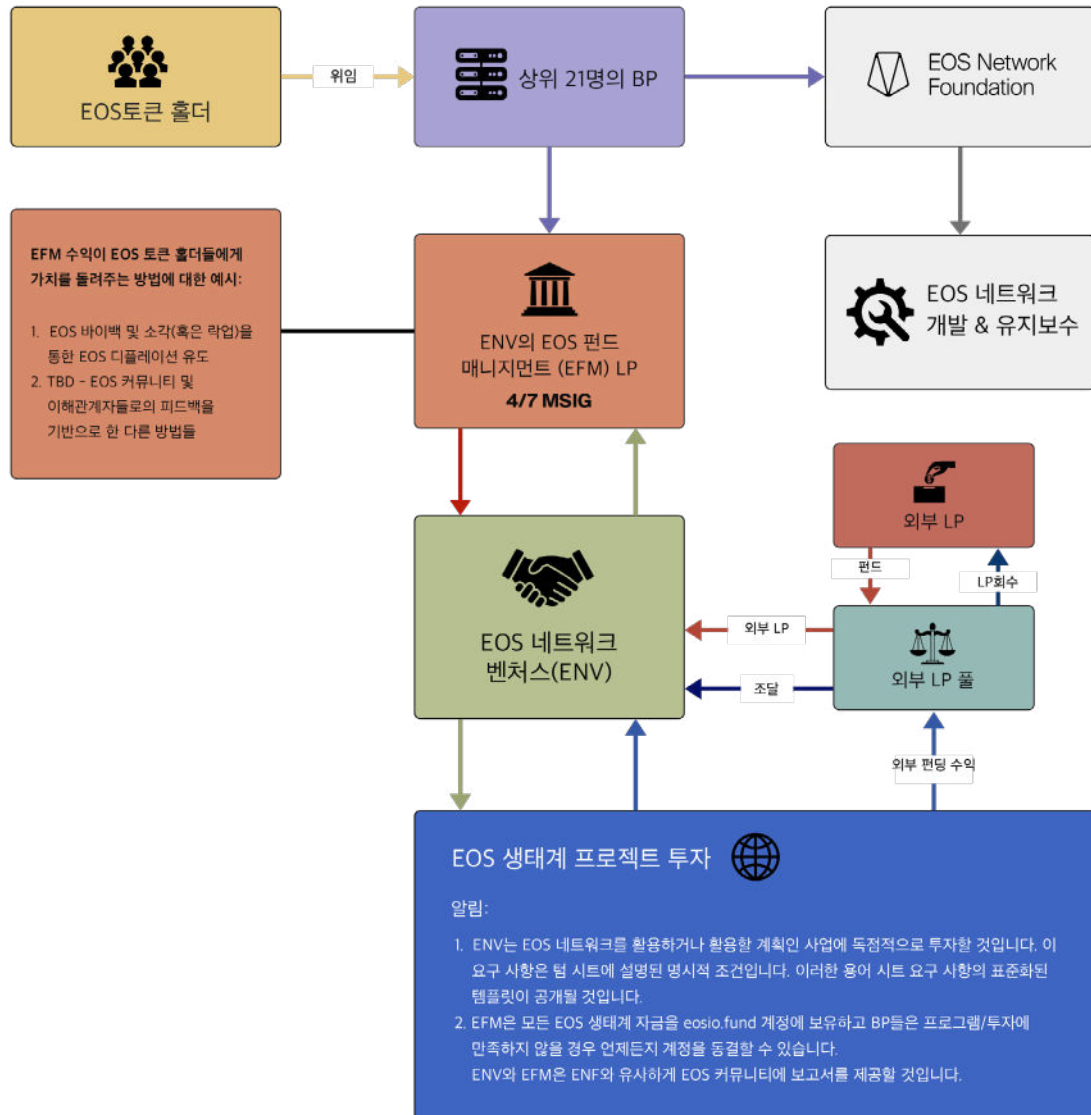 EOS토큰 홀더
위임
상위 21명의 BP
EOS Network
Foundation
EFM 수익이 EOS 토큰 홀더들에게
가치를 돌려주는 방법에 대한 예시:
1. EOS 바이백 및 소각(혹은 락업)을
통한 EOS 디플레이션 유도
2. TBD - EOS 커뮤니티 및
이해관계자들로의 피드백을
기반으로 한 다른 방법들
ENV의 EOS 펀드
매니지먼트 (EFM) LP
4/7 MSIG
EOS 네트워크
개발 & 유지보수
외부 LP
펀드
LP회수
EOS 네트워크
벤처스(ENV)
외부 LP
조달
외부 LP 풀
외부 펀딩 수익
EOS 생태계 프로젝트 투자
알림:
1. ENV는 EOS 네트워크를 활용하거나 활용할 계획인 사업에 독점적으로 투자할 것입니다. 이
요구 사항은 텀 시트에 설명된 명시적 조건입니다. 이러한 용어 시트 요구 사항의 표준화된
템플릿이 공개될 것입니다.
2. EFM은 모든 EOS 생태계 자금을 eosio.fund 계정에 보유하고 BP들은 프로그램/투자에
만족하지 않을 경우 언제든지 계정을 동결할 수 있습니다.
ENV와 EFM은 ENF와 유사하게 EOS 커뮤니티에 보고서를 제공할 것입니다.